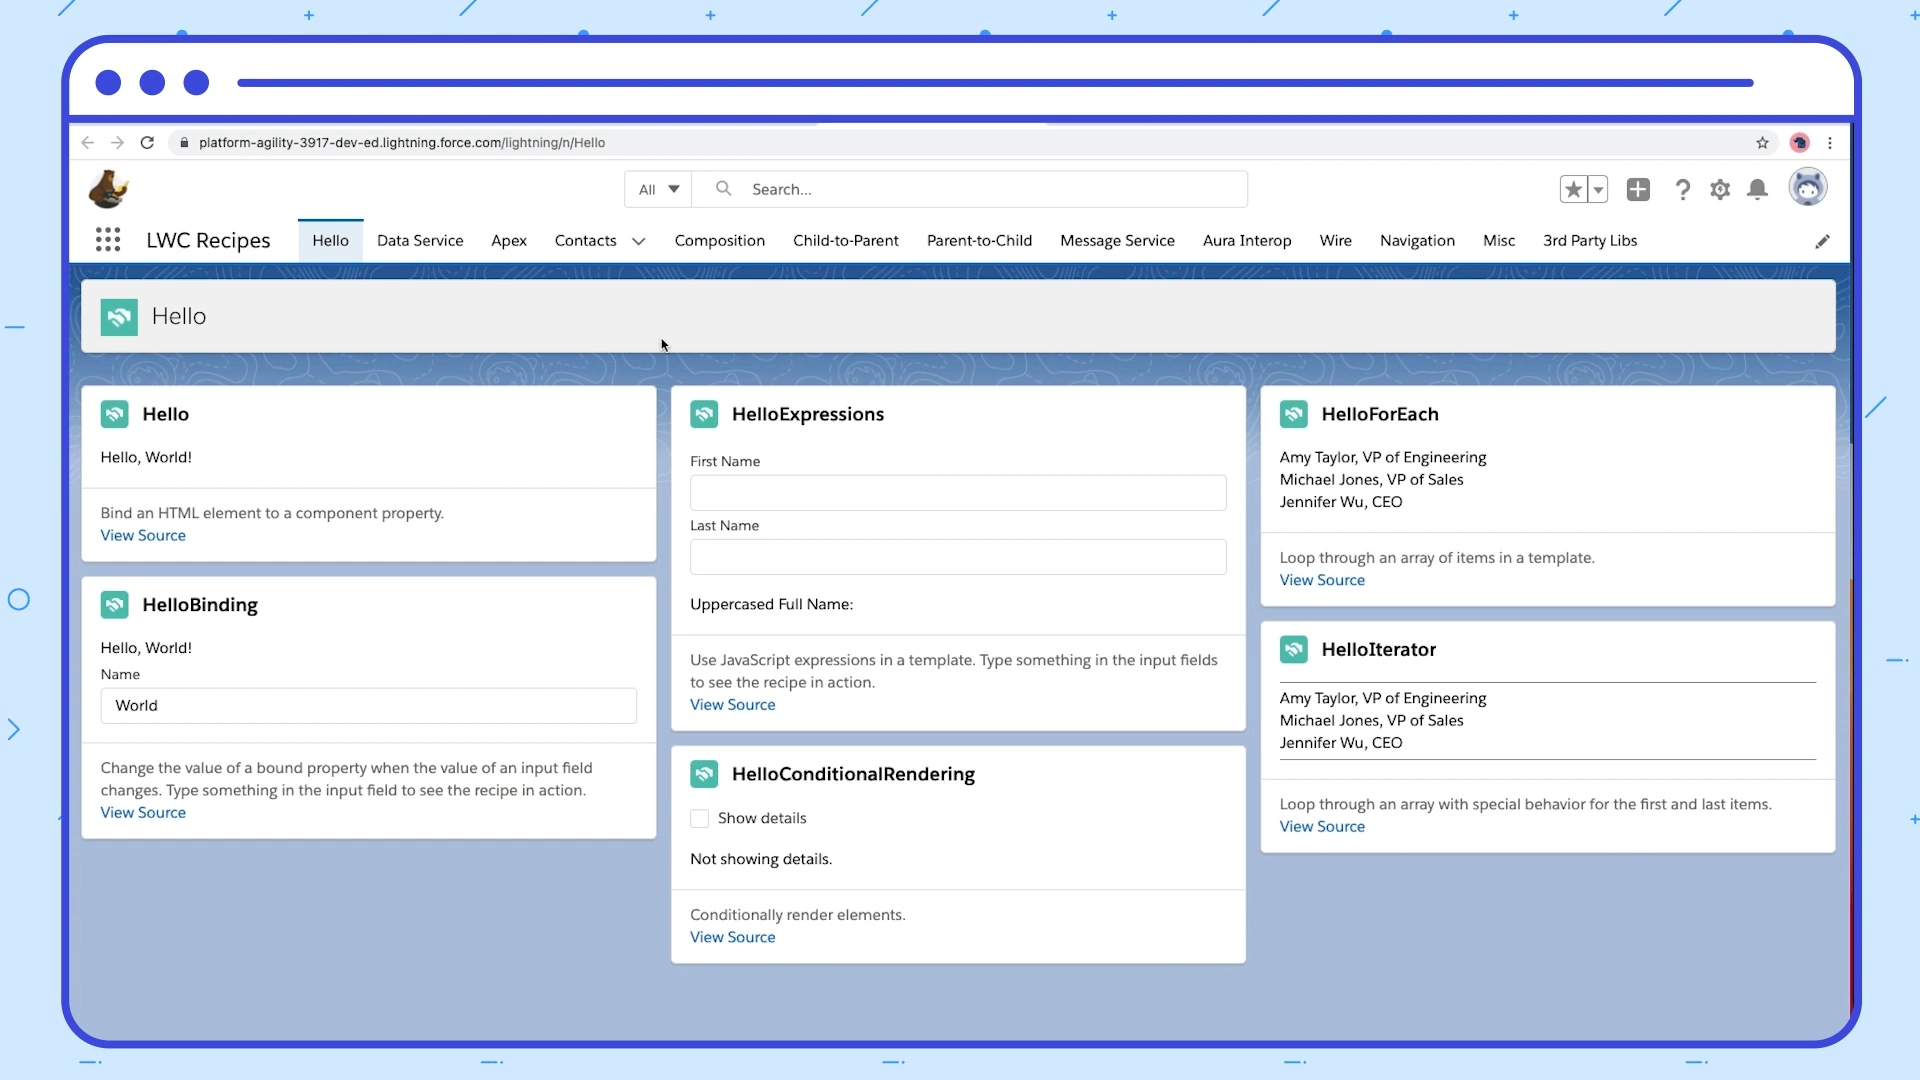 platform-agility-3917-dev-ed.lightning.force.com/lightning/n/Hello
All
Search...
LWC Recipes
Hello
Data Service
Apex
Contacts
Composition
Child-to-Parent
Parent-to-Child
Message Service
Aura Interop
Wire
Navigation
Misc
3rd Party Libs
Hello
Hello
Hello, World!
Bind an HTML element to a component property.
View Source
HelloBinding
Hello, World!
Name
World
Change the value of a bound property when the value of an input field
changes. Type something in the input field to see the recipe in action.
View Source
HelloExpressions
First Name
Last Name
Uppercased Full Name:
Use JavaScript expressions in a template. Type something in the input fields
to see the recipe in action.
View Source
HelloConditionalRendering
Show details
Not showing details.
Conditionally render elements.
View Source
HelloForEach
Amy Taylor, VP of Engineering
Michael Jones, VP of Sales
Jennifer Wu, CEO
Loop through an array of items in a template.
View Source
HelloIterator
Amy Taylor, VP of Engineering
Michael Jones, VP of Sales
Jennifer Wu, CEO
Loop through an array with special behavior for the first and last items.
View Source